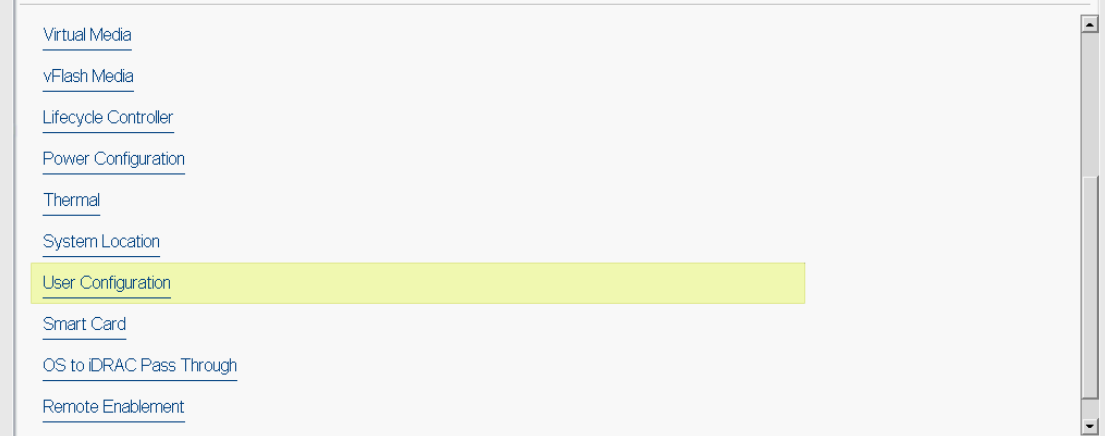 Virtual Media
vFlash Media
Lifecycle Controller
Power Configuration
Thermal
System Location
User Configuration
Smart Card
OS to iDRAC Pass Through
Remote Enablement